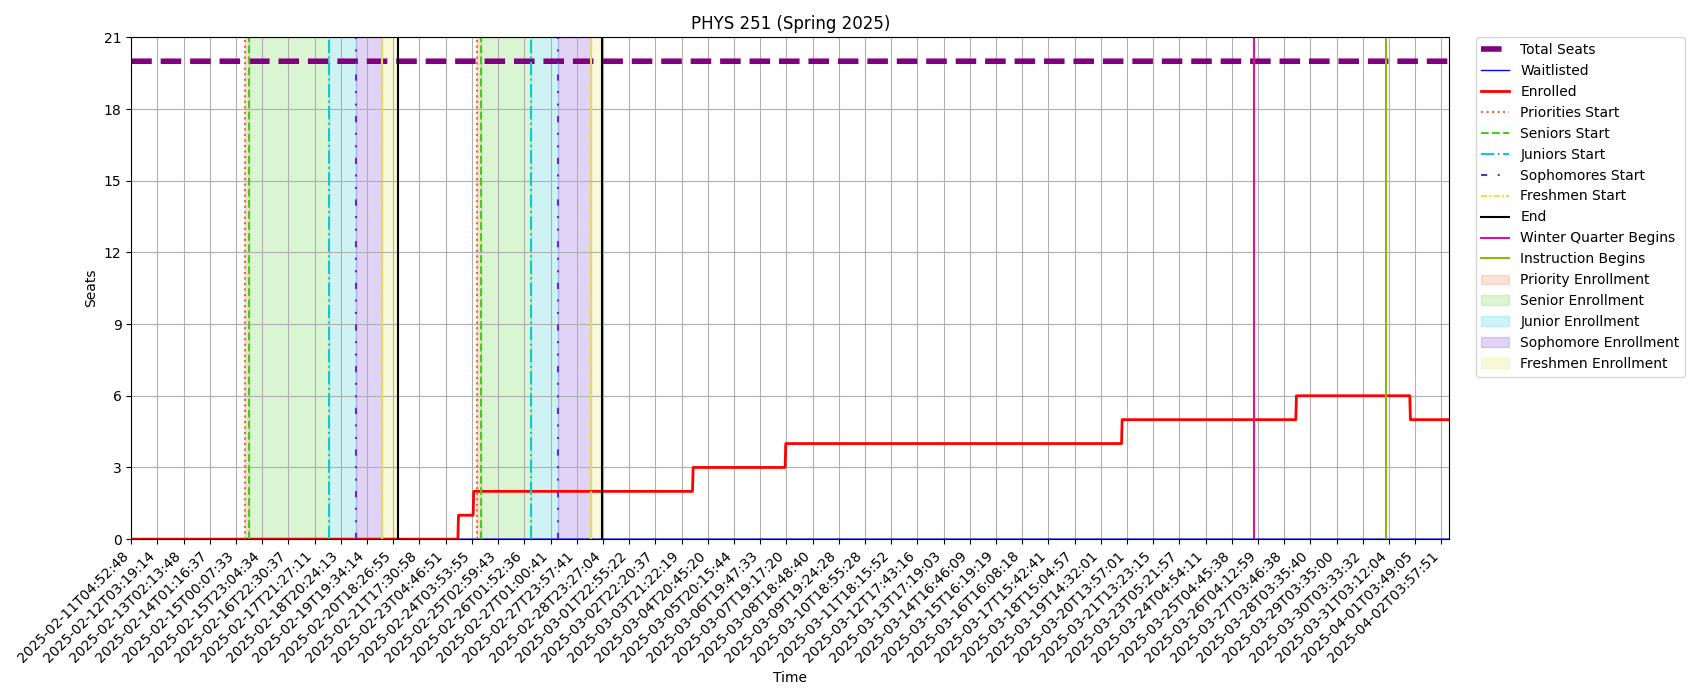 PHYS 251 (Spring 2025)
21
18
15
12
9
6
3
0
Seats
2025-02-11T04:52:48
2025-02-12T03:19:14
2025-02-13T02:13:48
2025-02-14T01:16:37
2025-02-15T00:07:33
2025-02-15T23:04:34
2025-02-16T22:30:37
2025-02-17T21:27:11
2025-02-18T20:24:13
2025-02-19T19:34:14
2025-02-20T18:26:55
2025-02-21T17:30:58
2025-02-23T04:46:51
2025-02-24T03:53:55
2025-02-25T02:59:43
2025-02-26T01:52:36
2025-02-27T01:00:41
2025-02-27T23:57:41
2025-02-28T23:27:04
2025-03-01T22:55:22
2025-03-02T22:20:37
2025-03-03T21:22:19
2025-03-04T20:45:20
2025-03-05T20:15:44
2025-03-06T19:47:33
2025-03-07T19:17:20
2025-03-08T18:48:40
2025-03-09T19:24:28
2025-03-10T18:55:28
2025-03-11T18:15:52
2025-03-12T17:43:16
2025-03-13T17:19:03
2025-03-14T16:46:09
2025-03-15T16:19:19
2025-03-16T16:08:18
2025-03-17T15:42:41
2025-03-18T15:04:57
2025-03-19T14:32:01
2025-03-20T13:57:01
2025-03-21T13:23:15
2025-03-23T05:21:57
2025-03-24T04:54:11
2025-03-25T04:45:38
2025-03-26T04:12:59
2025-03-27T03:46:38
2025-03-28T03:35:40
2025-03-29T03:35:00
2025-03-30T03:33:32
2025-03-31T03:12:04
2025-04-01T03:49:05
2025-04-02T03:57:51
Time
Total Seats
Waitlisted
Enrolled
Priorities Start
Seniors Start
Juniors Start
Sophomores Start
Freshmen Start
End
Winter Quarter Begins
Instruction Begins
Priority Enrollment
Senior Enrollment
Junior Enrollment
Sophomore Enrollment
Freshmen Enrollment